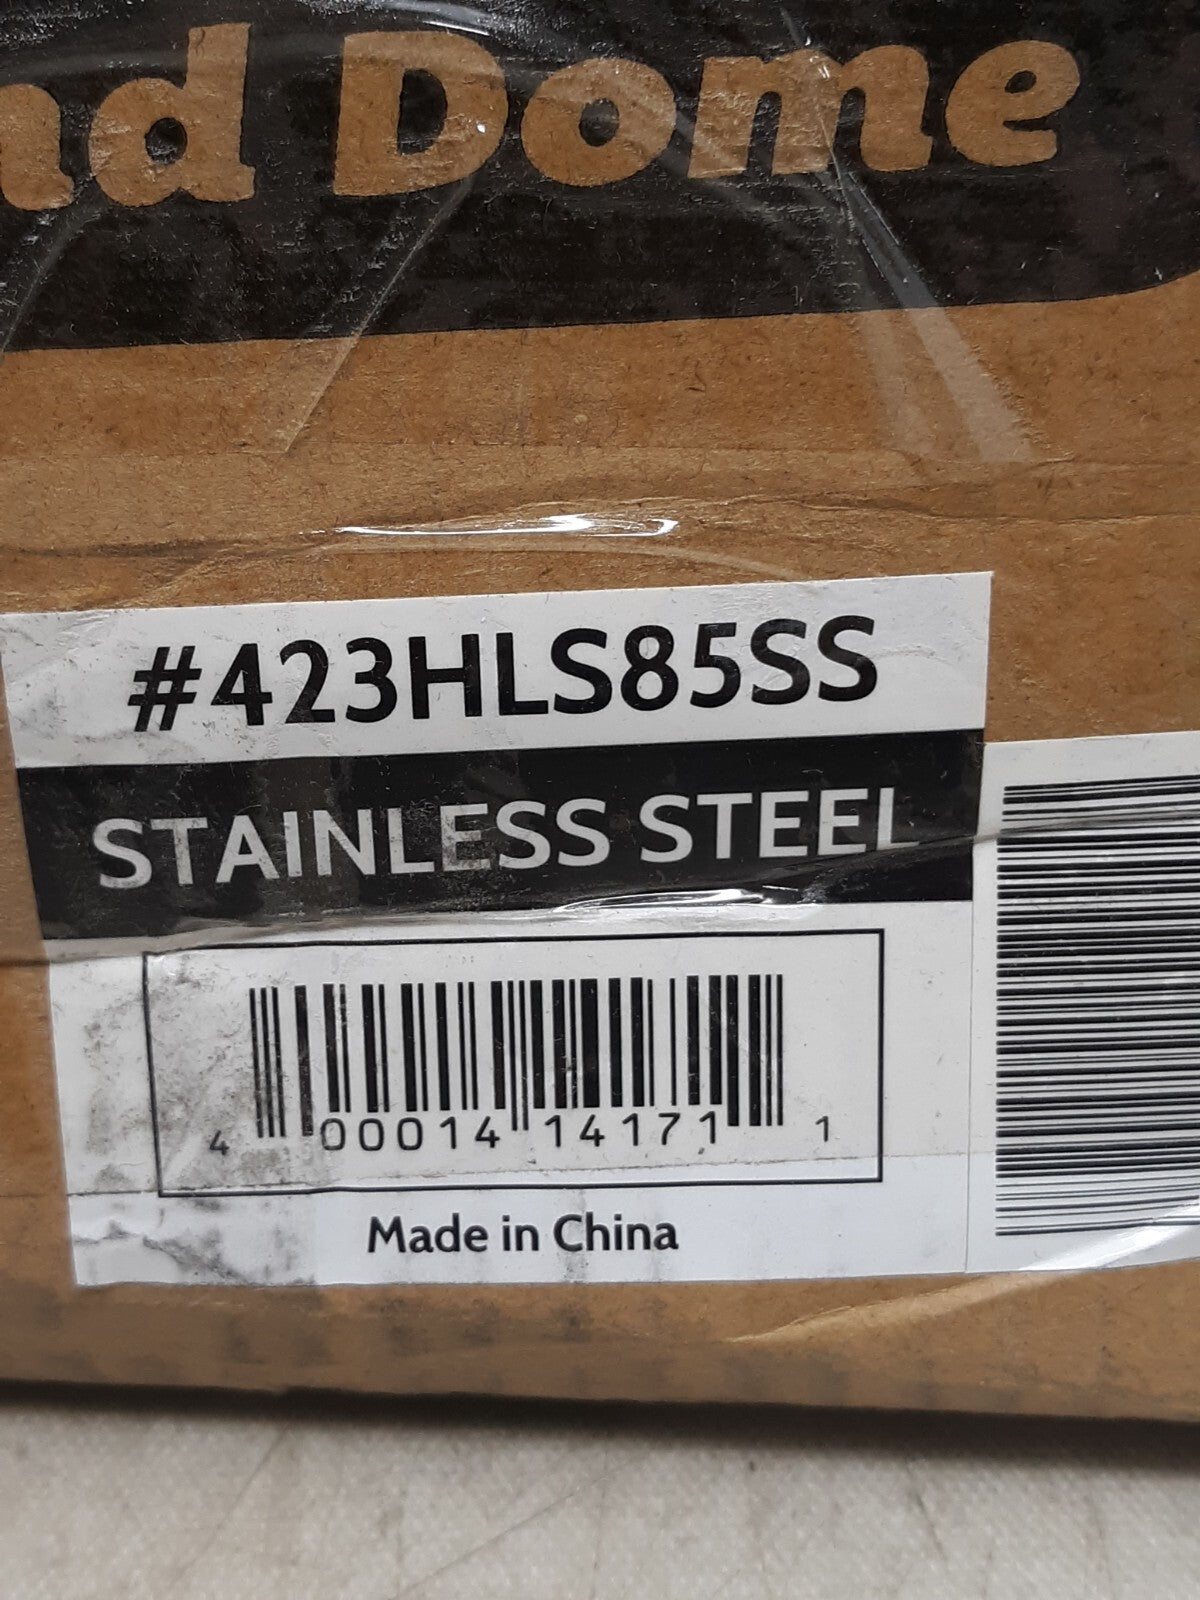 nd Dome
#423HLS85SS
STAINLESS STEEL
4 00014 14171 1
Made in China